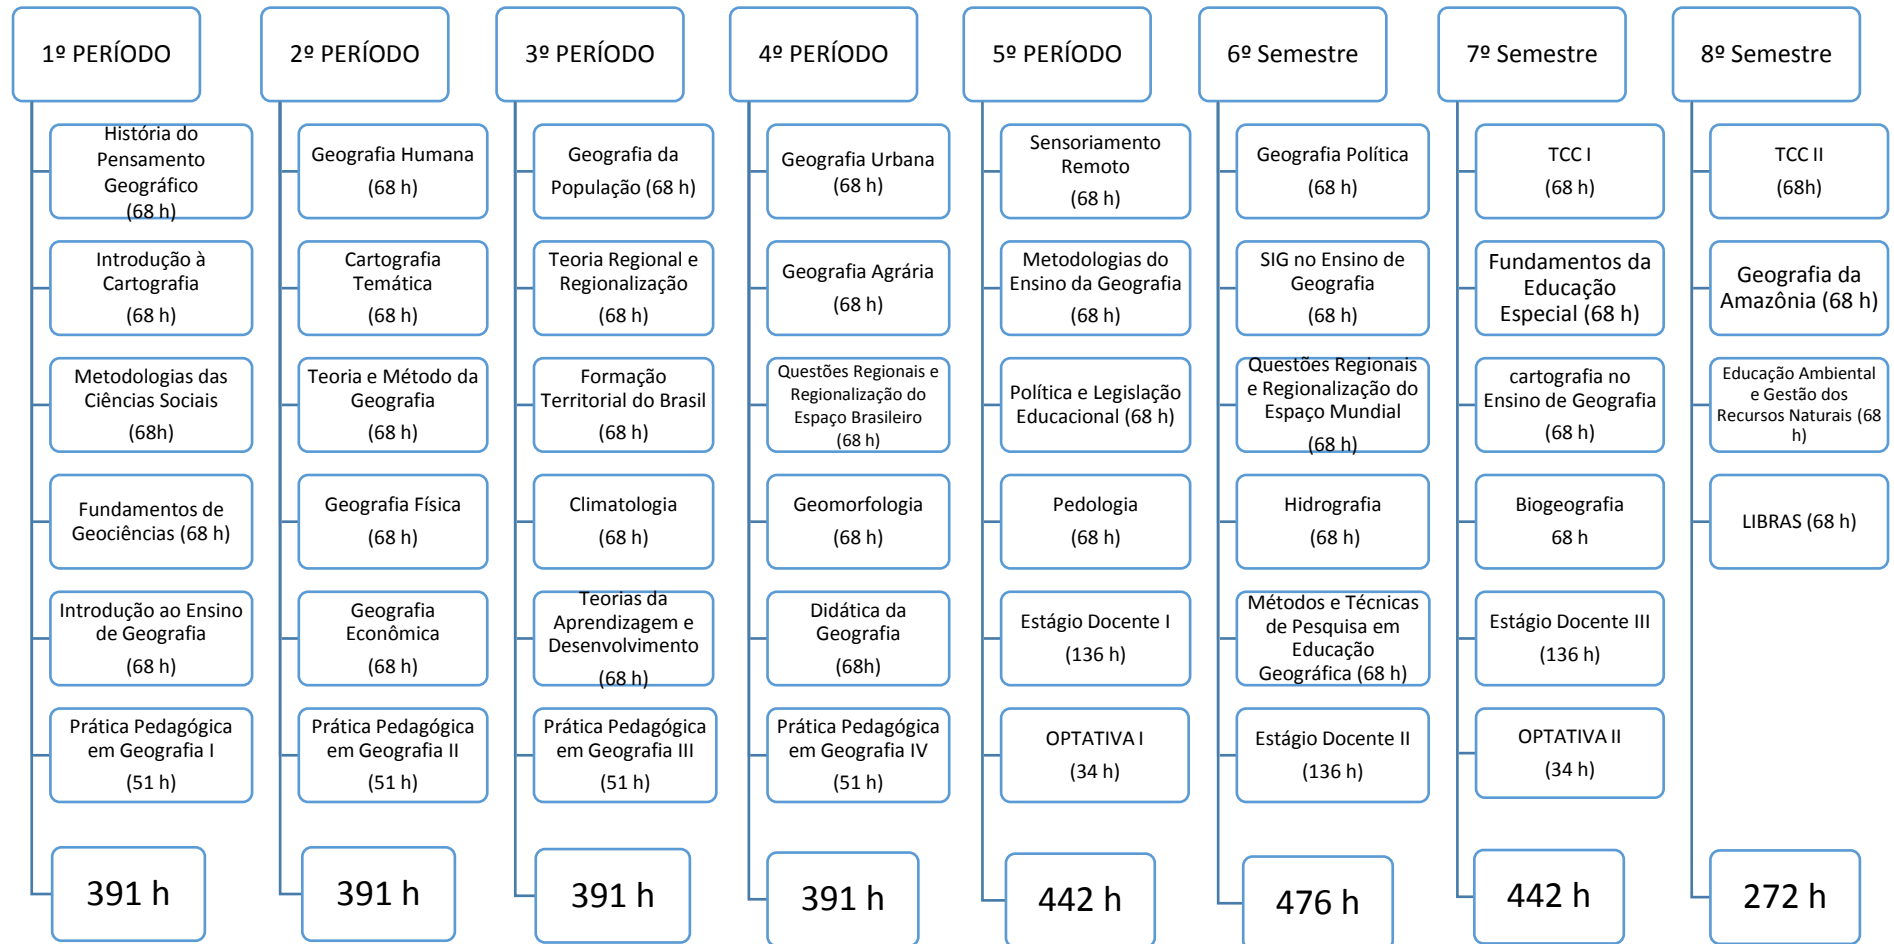 1º PERÍODO
História do
Pensamento
Geográfico
(68 h)
Introdução à
Cartografia
(68 h)
Metodologias das
Ciências Sociais
(68h)
Fundamentos de
Geociências (68 h)
Introdução ao Ensino
de Geografia
(68 h)
Prática Pedagógica
em Geografia I
(51 h)
391 h
2º PERÍODO
Geografia Humana
(68 h)
Cartografia
Temática
(68 h)
Teoria e Método da
Geografia
(68 h)
Geografia Física
(68 h)
Geografia
Econômica
(68 h)
Prática Pedagógica
em Geografia II
(51 h)
391 h
3º PERÍODO
Geografia da
População (68 h)
Teoria Regional e
Regionalização
(68 h)
Formação
Territorial do Brasil
(68 h)
Climatologia
(68 h)
Teorias da
Aprendizagem e
Desenvolvimento
(68 h)
Prática Pedagógica
em Geografia III
(51 h)
391 h
4º PERÍODO
Geografia Urbana
(68 h)
Geografia Agrária
(68 h)
Questões Regionais e
Regionalização do
Espaço Brasileiro
(68 h)
Geomorfologia
(68 h)
Didática da
Geografia
(68h)
Prática Pedagógica
em Geografia IV
(51 h)
391 h
5º PERÍODO
Sensoriamento
Remoto
(68 h)
Metodologias do
Ensino da Geografia
(68 h)
Política e Legislação
Educacional (68 h)
Pedologia
(68 h)
Estágio Docente I
(136 h)
OPTATIVA I
(34 h)
442 h
6º Semestre
Geografia Política
(68 h)
SIG no Ensino de
Geografia
(68 h)
Questões Regionais
e Regionalização do
Espaço Mundial
(68 h)
Hidrografia
(68 h)
Métodos e Técnicas
de Pesquisa em
Educação
Geográfica (68 h)
Estágio Docente II
(136 h)
476 h
7º Semestre
TCC I
(68 h)
Fundamentos da
Educação
Especial (68 h)
cartografia no
Ensino de Geografia
(68 h)
Biogeografia
68 h
Estágio Docente III
(136 h)
OPTATIVA II
(34 h)
442 h
8º Semestre
TCC II
(68h)
Geografia da
Amazônia (68 h)
Educação Ambiental
e Gestão dos
Recursos Naturais (68
h)
LIBRAS (68 h)
272 h